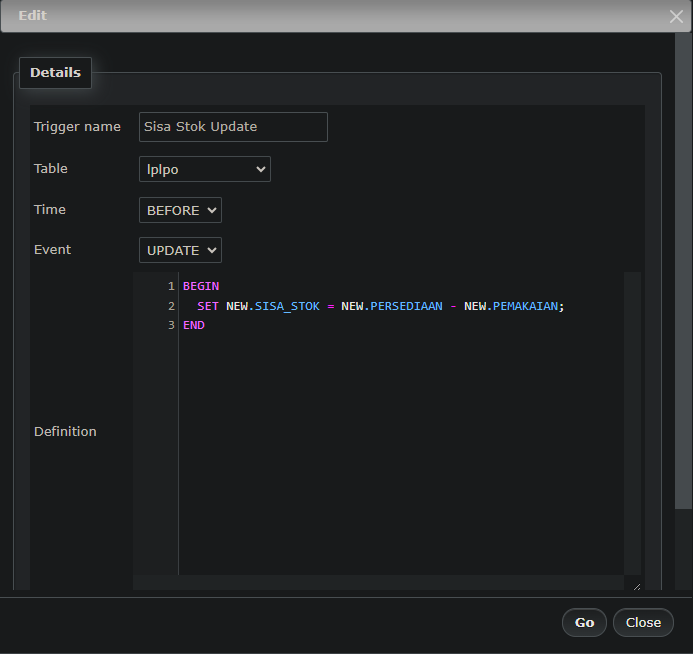 Edit
Details
Trigger name
Sisa Stok Update
Table
lplpo
Time
BEFORE
Event
UPDATE
Definition
1 BEGIN
2 SET NEW.SISA_STOK = NEW.PERSEDIAAN - NEW.PEMAKAIAN;
3 END
Go
Close